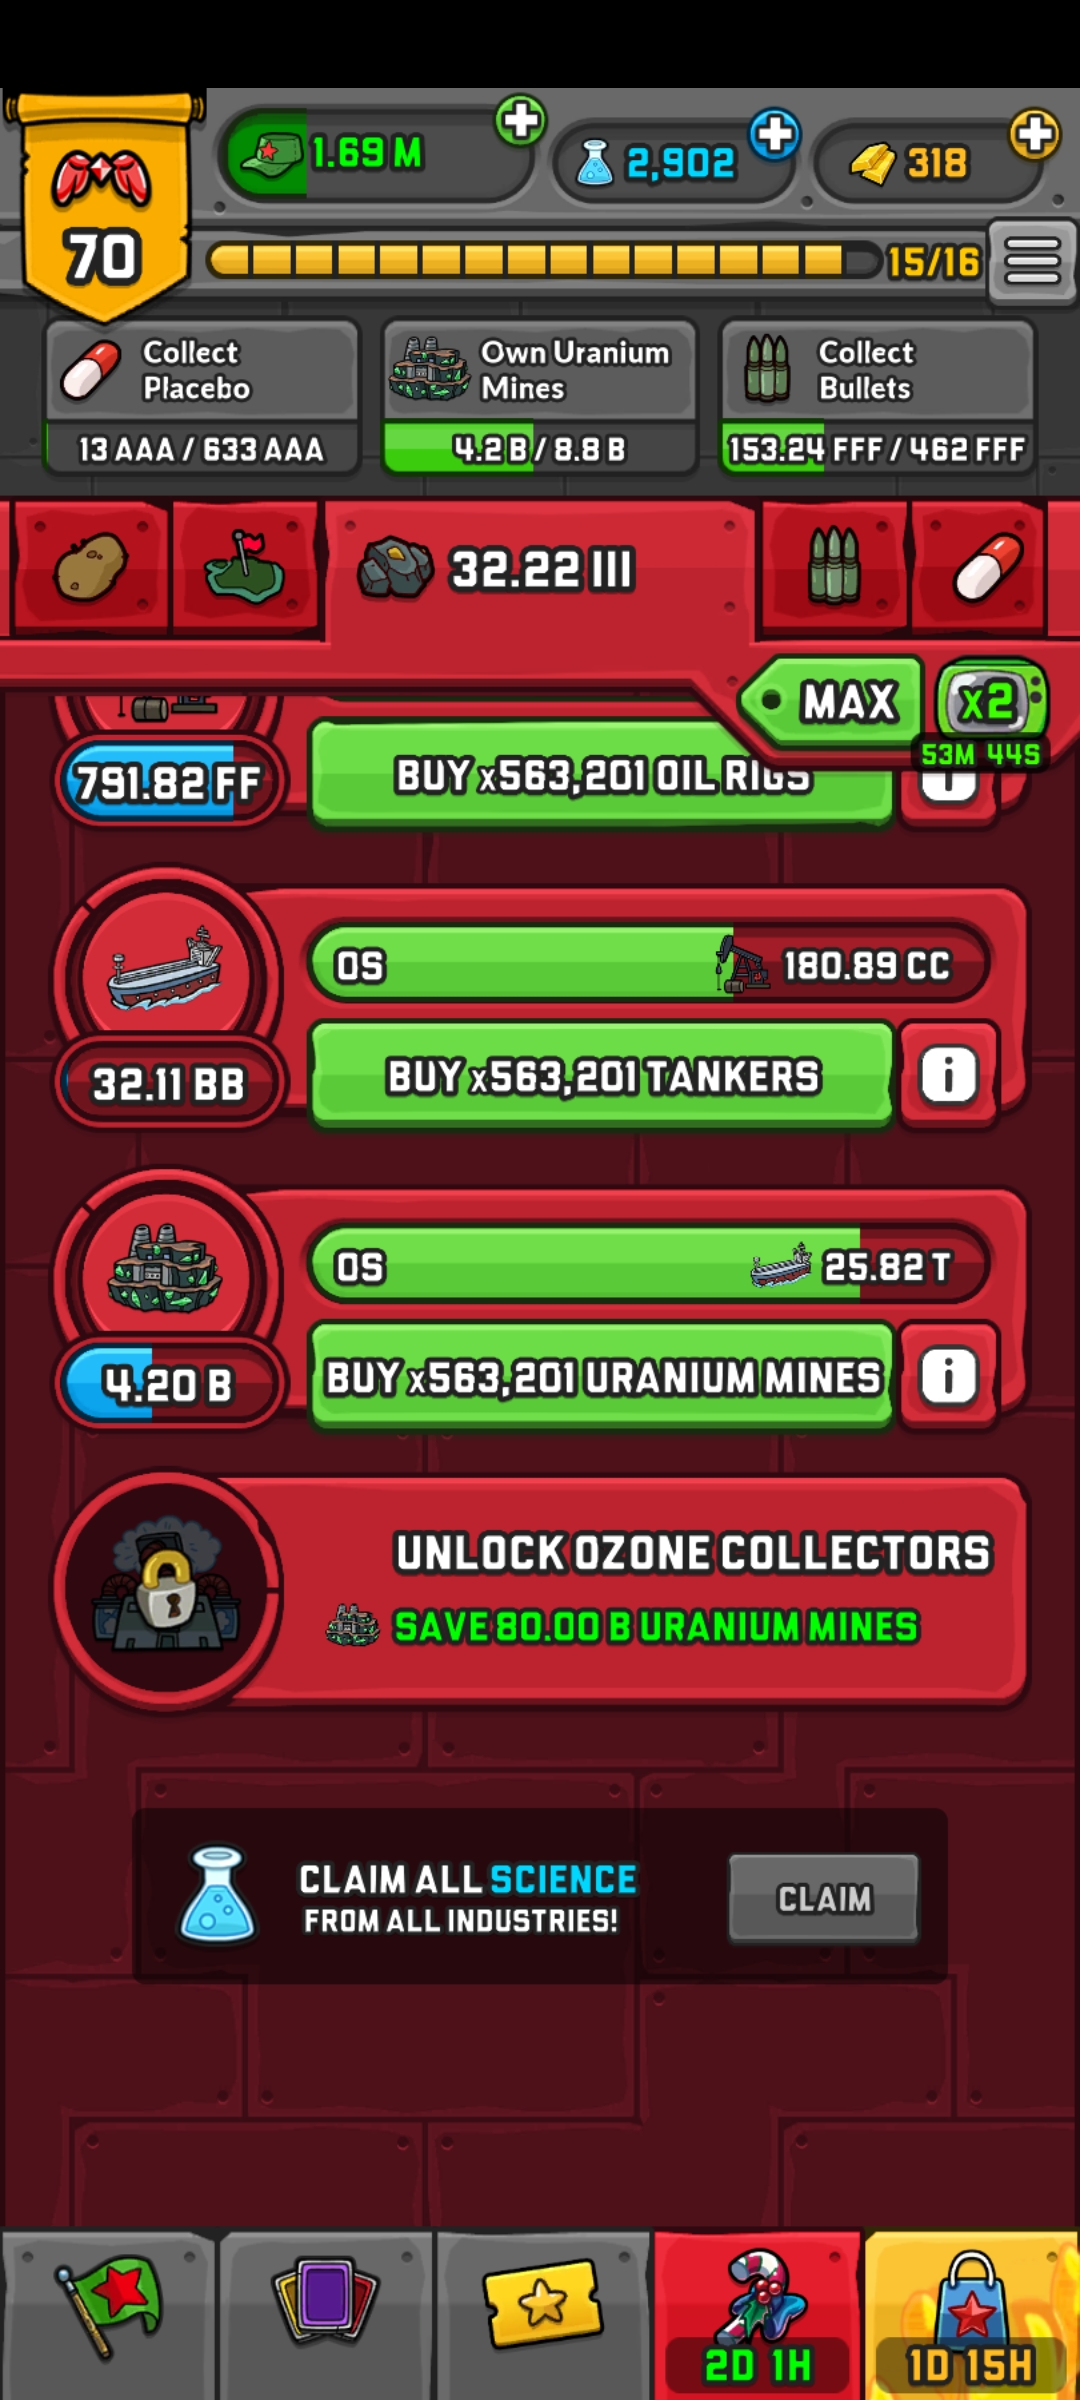 1.69 M
2,902
318
70
15/16
Collect
Placebo
Own Uranium
Mines
Collect
Bullets
13 AAA / 633 AAA
4.2 B / 8.8 B
153.24 FFF / 462 FFF
32.22 III
MAX
x2
53M 44S
791.82 FF
BUY x563,201 OIL RIGS
0S
180.89 CC
32.11 BB
BUY x563,201 TANKERS
i
0S
25.82 T
4.20 B
BUY x563,201 URANIUM MINES
i
UNLOCK OZONE COLLECTORS
SAVE 80.00 B URANIUM MINES
CLAIM ALL SCIENCE
FROM ALL INDUSTRIES!
CLAIM
2D 1H
1D 15H